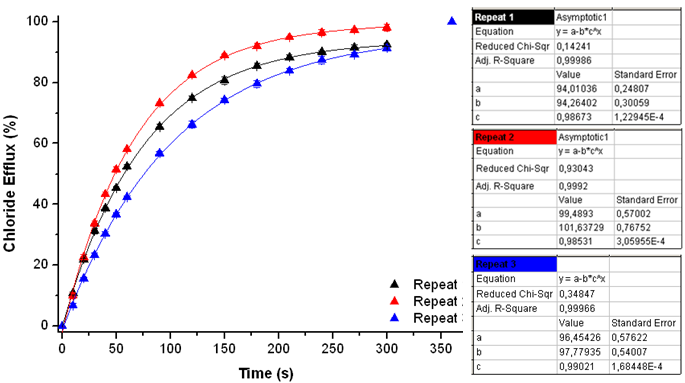 100
80
60
40
20
0
Chloride Efflux (%)
0 50 100 150 200 250 300 350
Time (s)
Repeat
Repeat
Repeat
Repeat 1 Asymptotic1
Equation y = a-b*c^x
Reduced Chi-Sqr 0,14241
Adj. R-Square 0,99986
Value Standard Error
a 94,01036 0,24807
b 94,26402 0,30059
c 0,98673 1,22945E-4
Repeat 2 Asymptotic1
Equation y = a-b*c^x
Reduced Chi-Sqr 0,93043
Adj. R-Square 0,9992
Value Standard Error
a 99,4893 0,57002
b 101,63729 0,76752
c 0,98531 3,05955E-4
Repeat 3
Equation y = a-b*c^x
Reduced Chi-Sqr 0,34847
Adj. R-Square 0,99966
Value Standard Error
a 96,45426 0,57622
b 97,77935 0,54007
c 0,99021 1,68448E-4